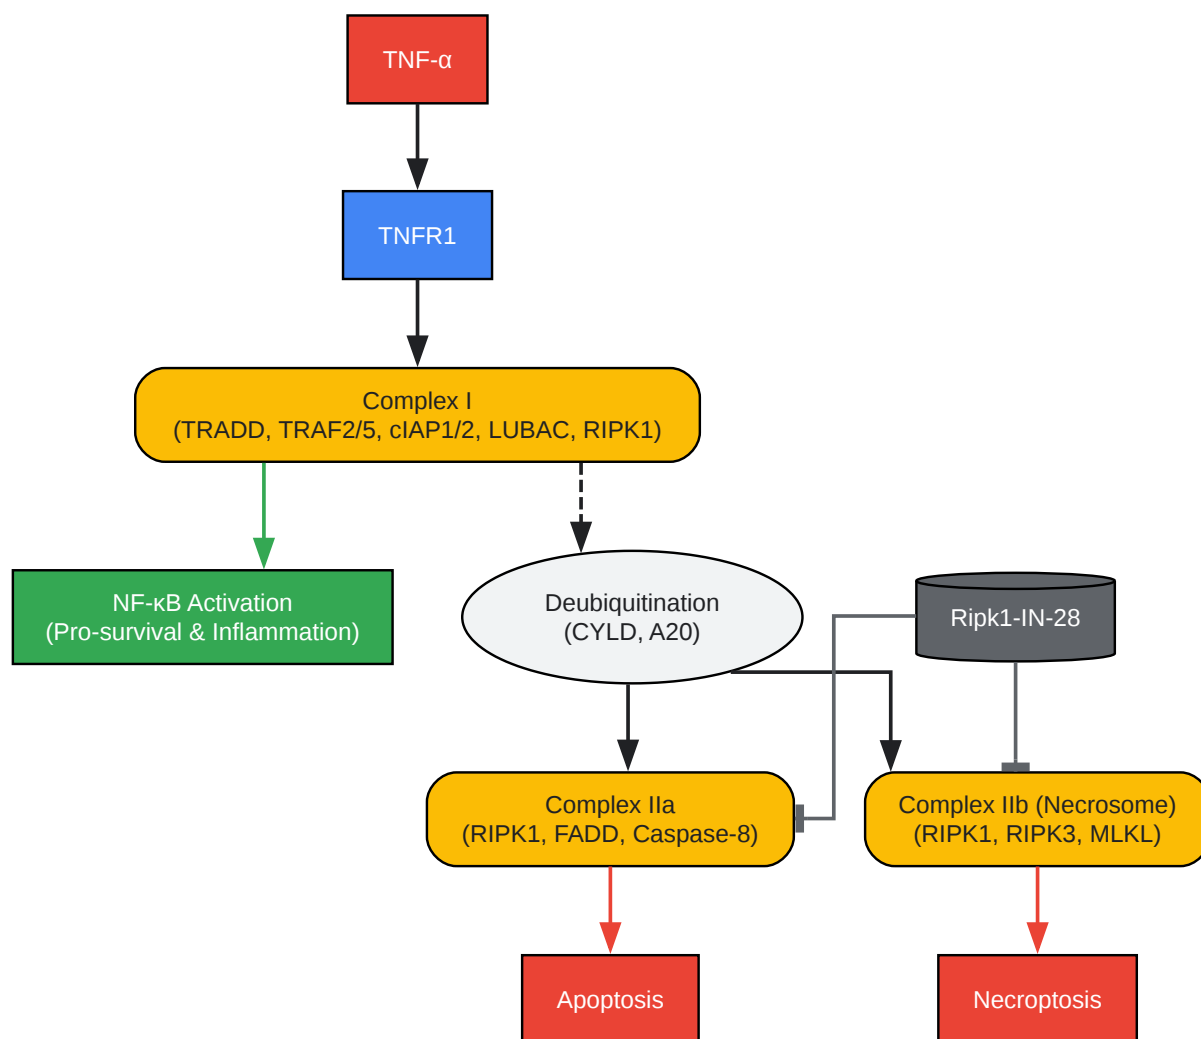 TNF-α
TNFR1
Complex I
(TRADD, TRAF2/5, cIAP1/2, LUBAC, RIPK1)
NF-κB Activation
(Pro-survival & Inflammation)
Deubiquitination
(CYLD, A20)
Ripk1-IN-28
Complex IIa
(RIPK1, FADD, Caspase-8)
Complex IIb (Necrosome)
(RIPK1, RIPK3, MLKL)
Apoptosis
Necroptosis